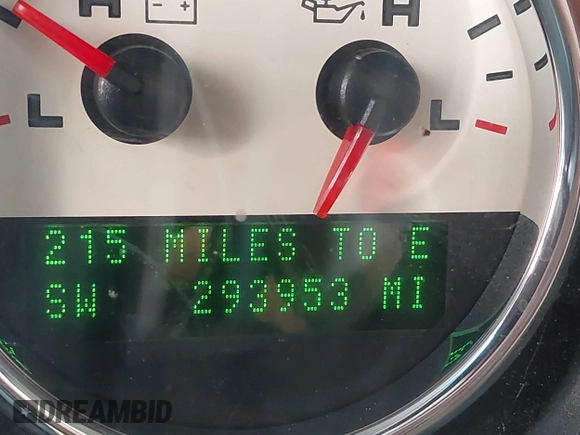 H H
L L
215 MILES TO E
SW 293953 MI
DREAMBID